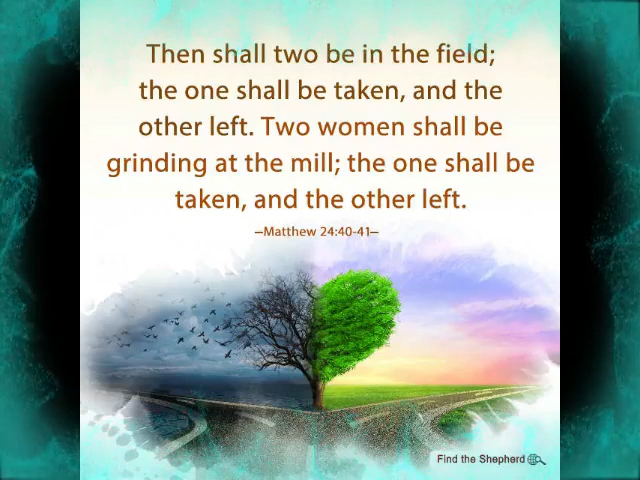 Then shall two be in the field;
the one shall be taken, and the
other left. Two women shall be
grinding at the mill; the one shall be
taken, and the other left.
—Matthew 24:40-41—
Find the Shepherd